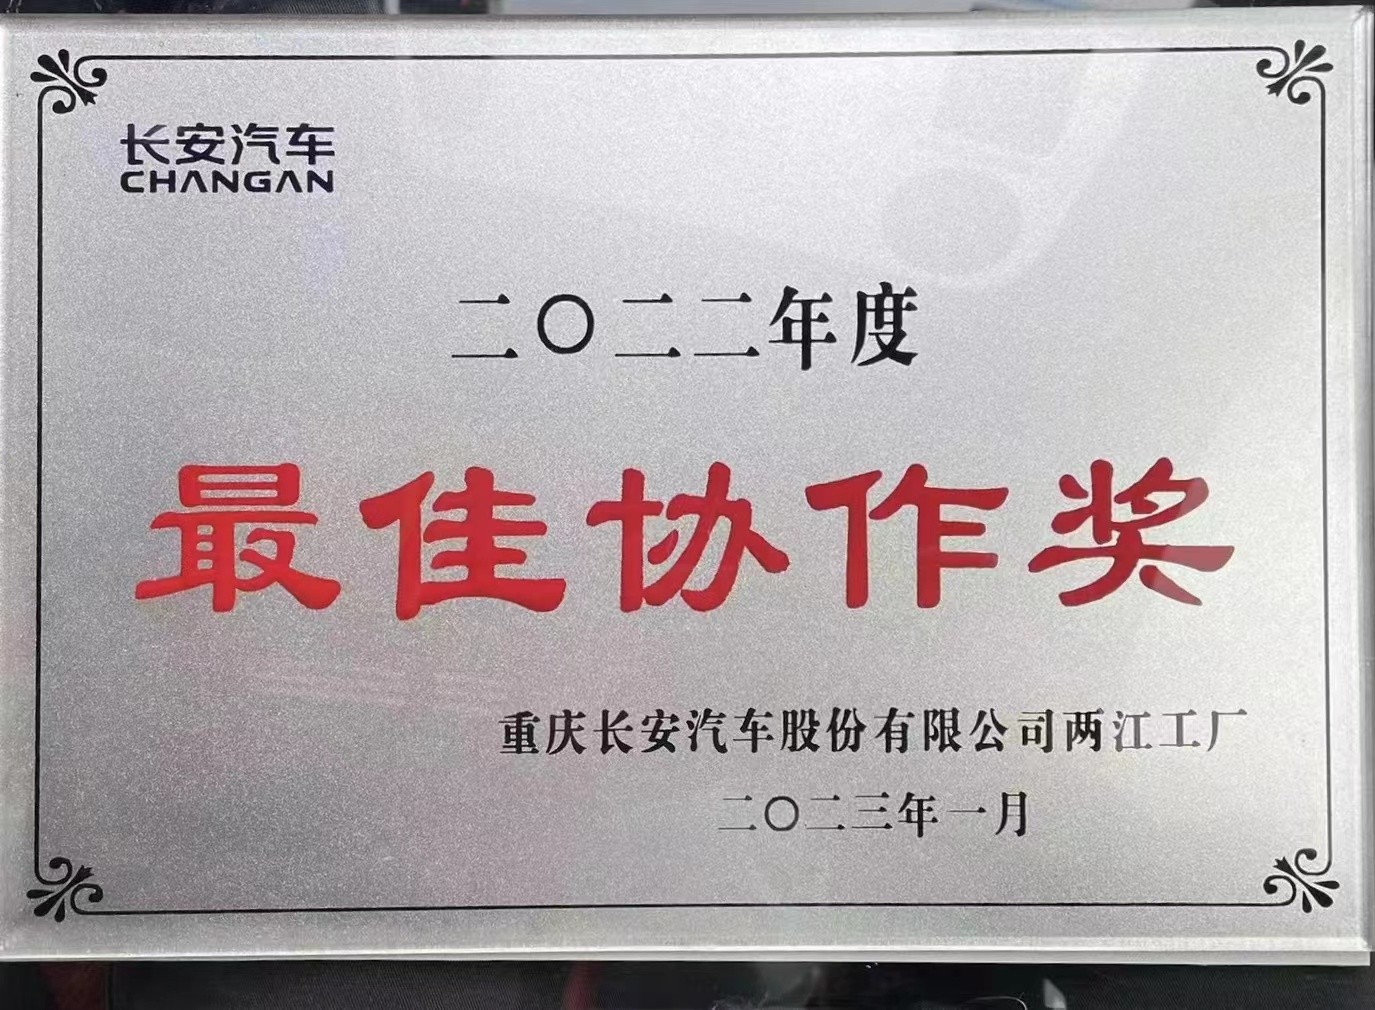 长安汽车
CHANGAN
二〇二二年度
最佳协作奖
重庆长安汽车股份有限公司两江工厂
二〇二三年一月